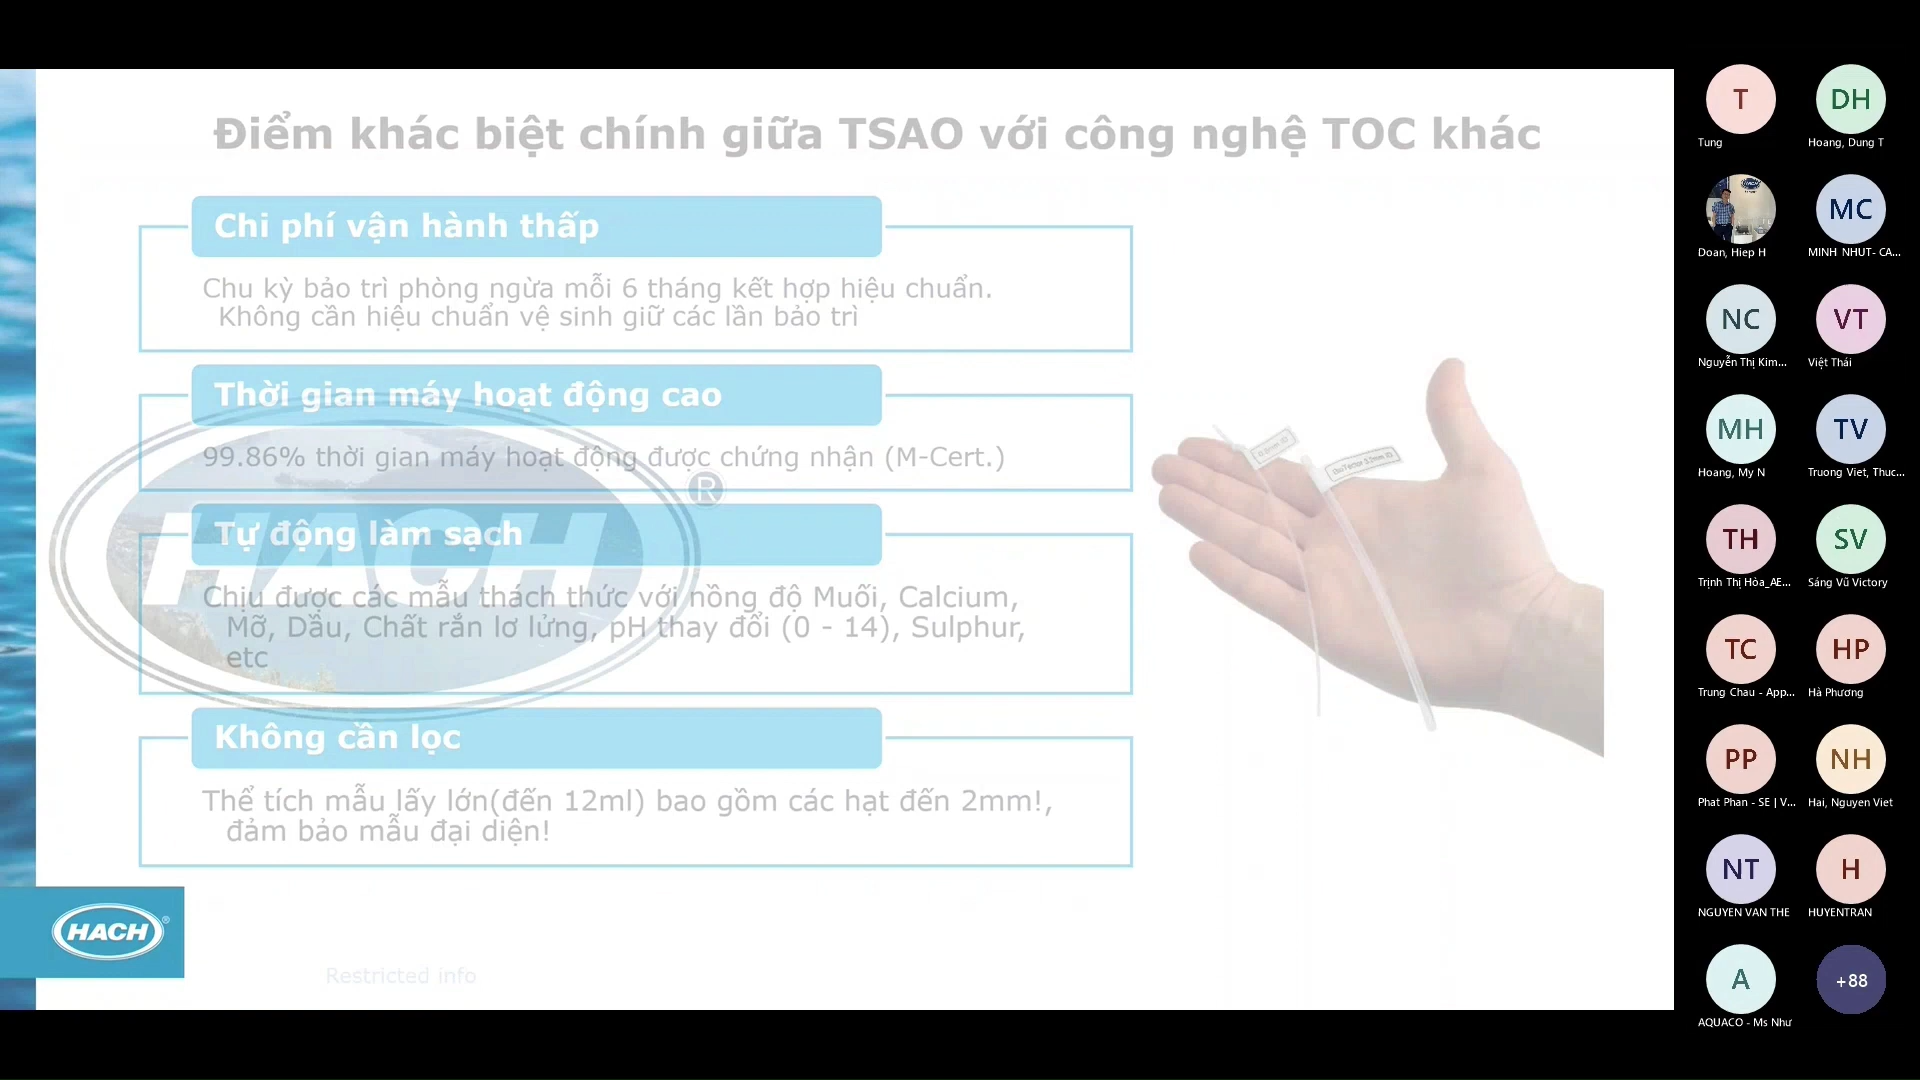 Điểm khác biệt chính giữa TSAO với công nghệ TOC khác
Chi phí vận hành thấp
Chu kỳ bảo trì phòng ngừa mỗi 6 tháng kết hợp hiệu chuẩn.
Không cần hiệu chuẩn vệ sinh giữ các lần bảo trì
Thời gian máy hoạt động cao
99.86% thời gian máy hoạt động được chứng nhận (M-Cert.)
Tự động làm sạch
Chịu được các mẫu thách thức với nồng độ Muối, Calcium,
Mỡ, Dầu, Chất rắn lơ lửng, pH thay đổi (0 - 14), Sulphur,
etc
Không cần lọc
Thể tích mẫu lấy lớn(đến 12ml) bao gồm các hạt đến 2mm!,
đảm bảo mẫu đại diện!
HACH ®
HACH ®
Restricted info
T
Tung
DH
Hoang, Dung T
Doan, Hiep H
MC
MINH NHUT- CA...
NC
Nguyễn Thị Kim...
VT
Việt Thái
MH
Hoang, My N
TV
Truong Viet, Thuc...
TH
Trịnh Thị Hòa_AE...
SV
Sáng Vũ Victory
TC
Trung Chau - App...
HP
Hà Phương
PP
Phat Phan - SE | V...
NH
Hai, Nguyen Viet
NT
NGUYEN VAN THE
H
HUYENTRAN
A
AQUACO - Ms Như
+88